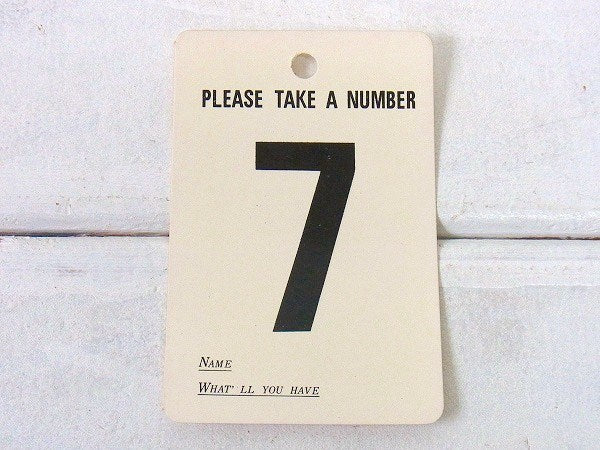 PLEASE TAKE A NUMBER
7
NAME
WHAT' LL YOU HAVE